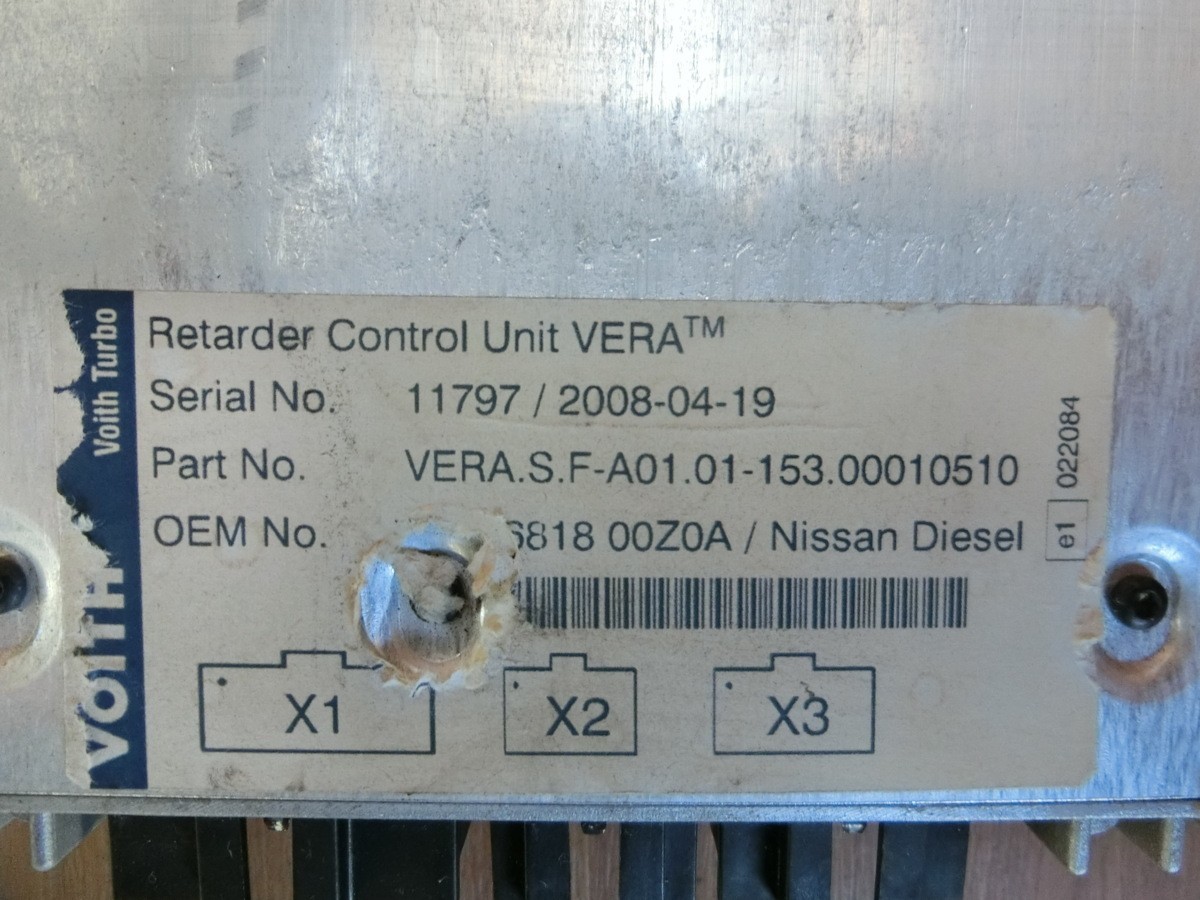 Retarder Control Unit VERA™
Serial No. 11797 / 2008-04-19
Part No. VERA.S.F-A01.01-153.00010510
OEM No. 6818 00Z0A / Nissan Diesel
e1 022084
X1 X2 X3
VOITH Voith Turbo